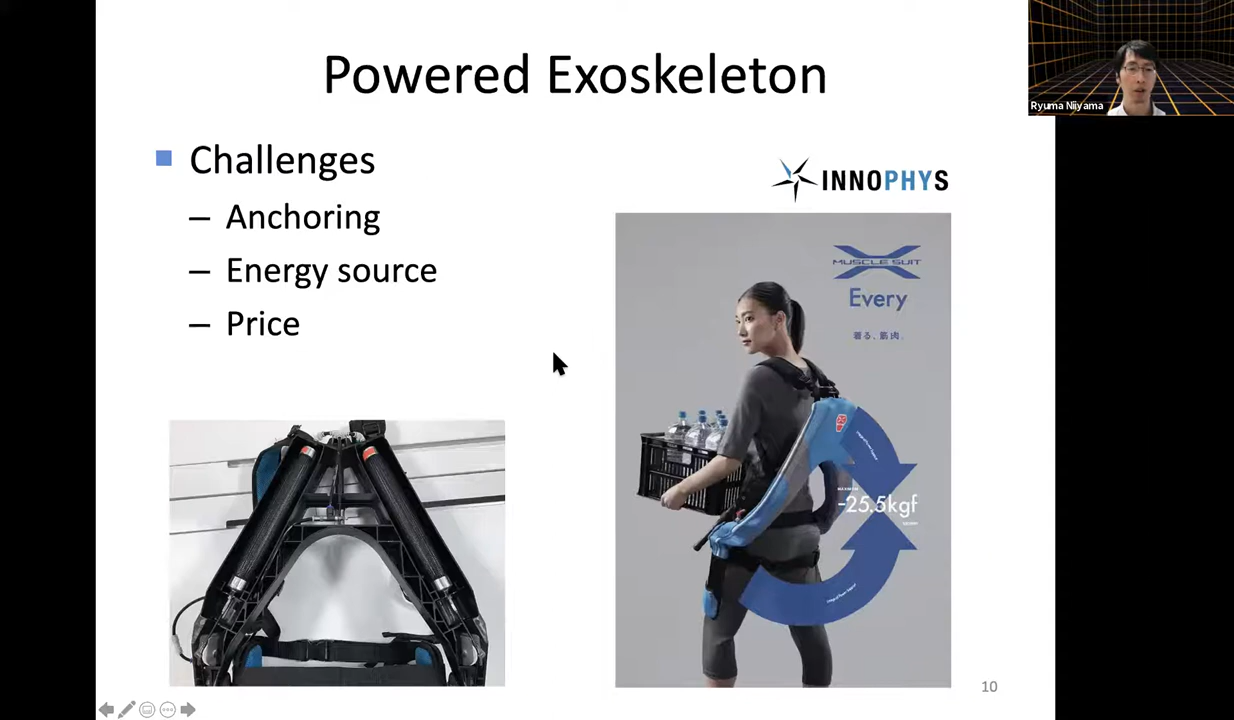 Powered Exoskeleton
Ryuma Niiyama
Challenges
– Anchoring
– Energy source
– Price
INNOPHYS
MUSCLE SUIT
Every
着る、筋肉。
-25.5kgf
10